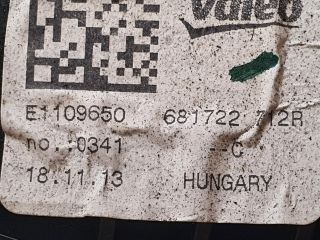 Valeo
E1109650 681722 712R
no.:0341 --C
18.11.13 HUNGARY